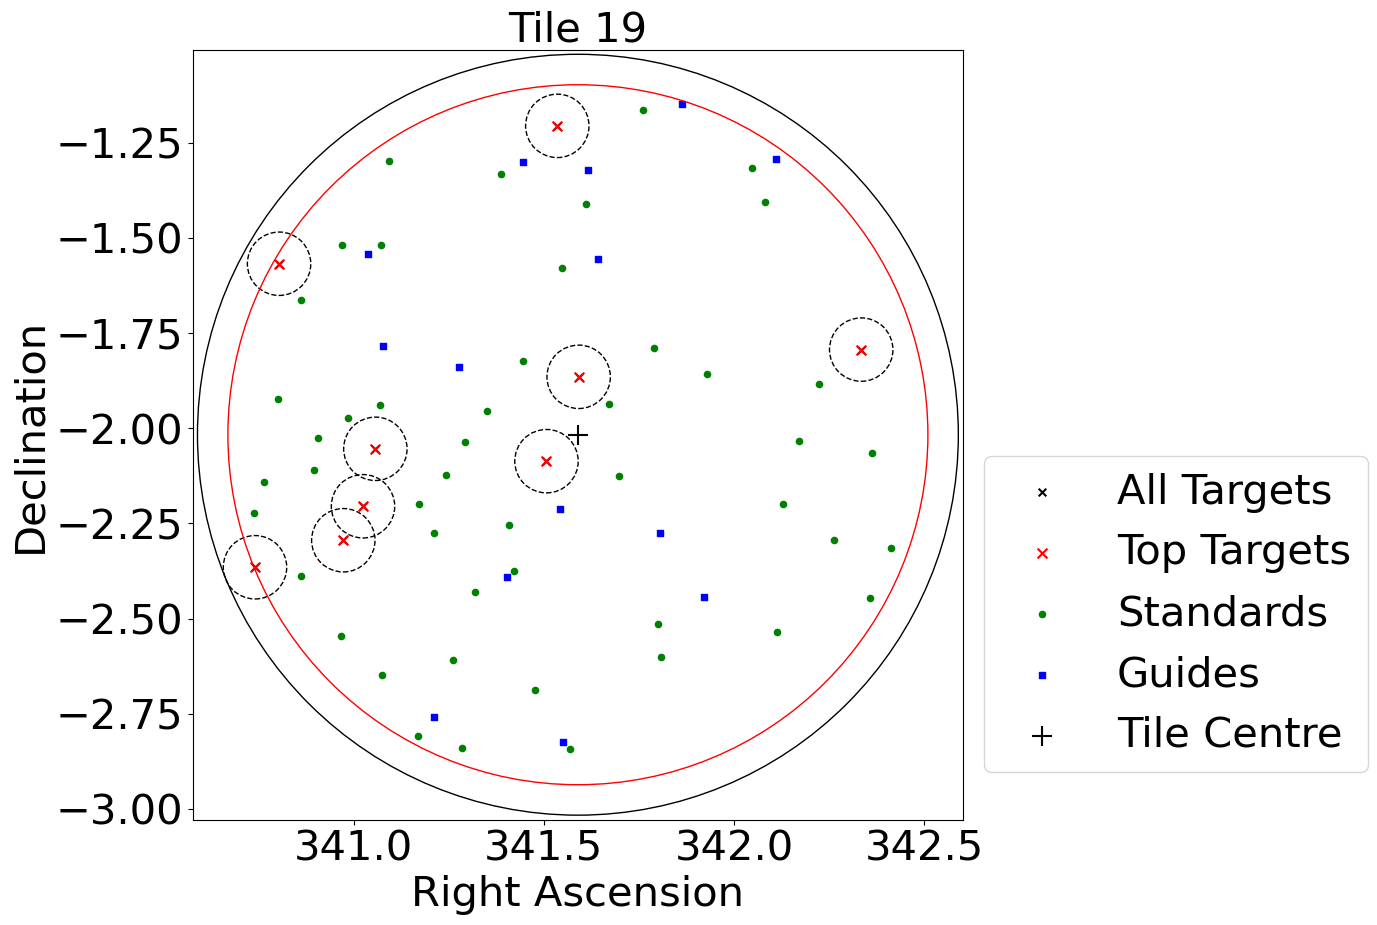 Tile 19
Declination
−1.25
−1.50
−1.75
−2.00
−2.25
−2.50
−2.75
−3.00
341.0
341.5
342.0
342.5
Right Ascension
All Targets
Top Targets
Standards
Guides
Tile Centre